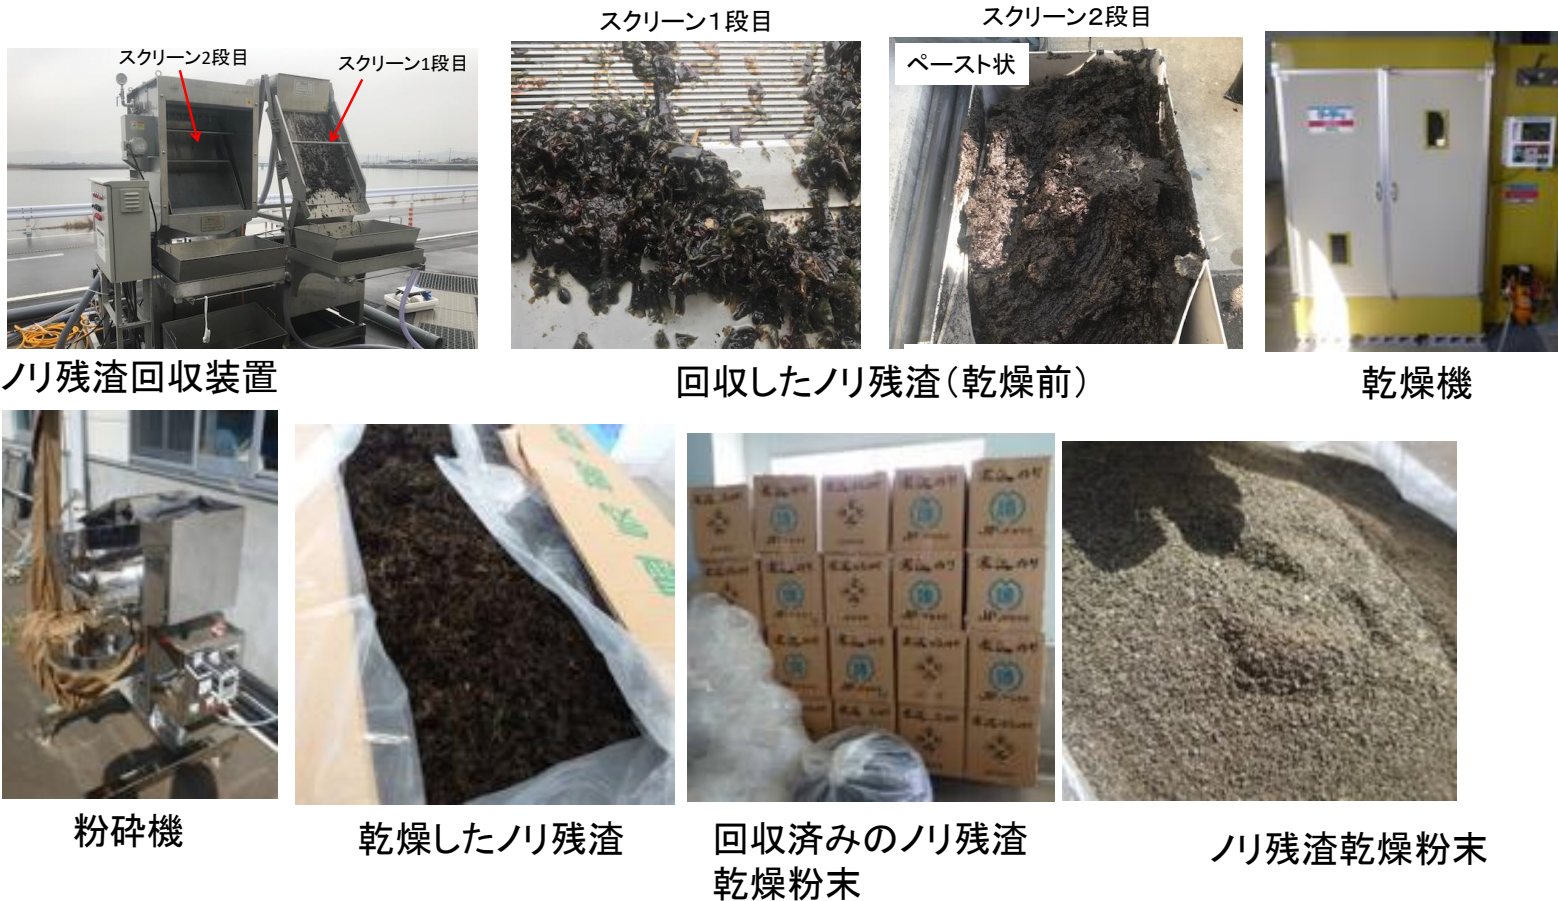 スクリーン1段目
スクリーン2段目
スクリーン2段目
スクリーン1段目
ペースト状
ノリ残渣回収装置
回収したノリ残渣(乾燥前)
乾燥機
粉砕機
乾燥したノリ残渣
回収済みのノリ残渣
乾燥粉末
ノリ残渣乾燥粉末